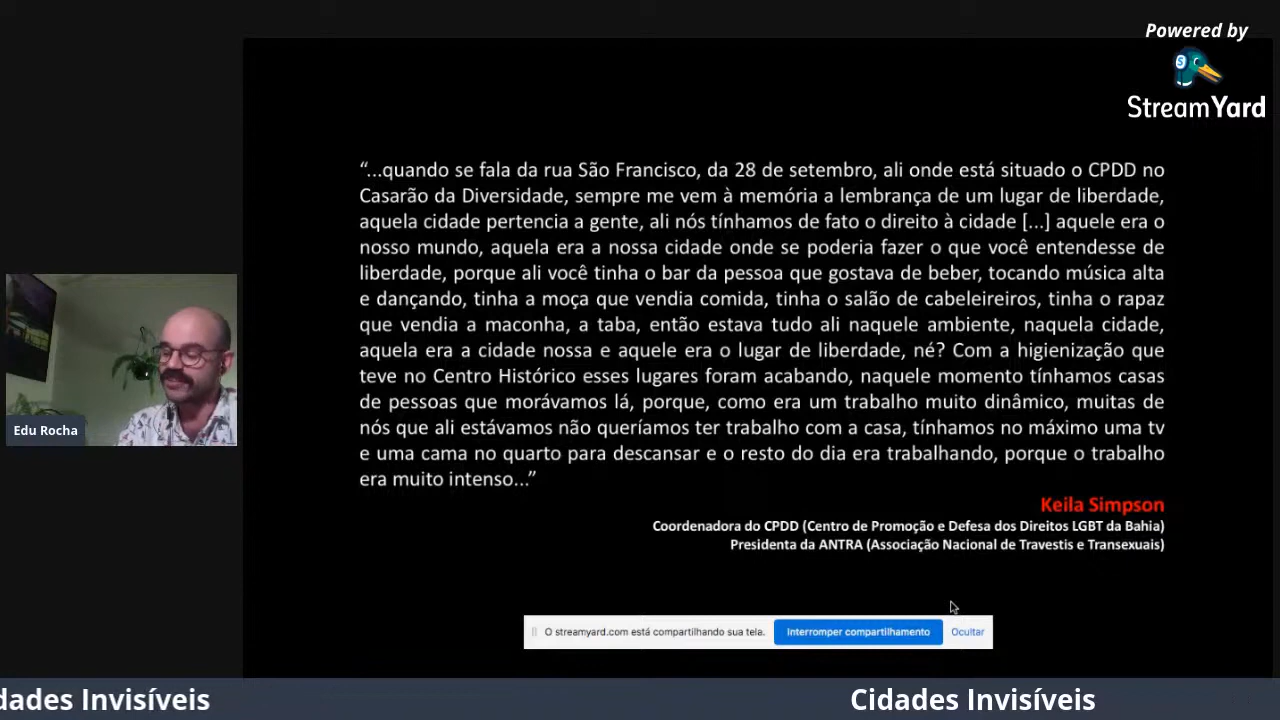 Powered by
StreamYard
“...quando se fala da rua São Francisco, da 28 de setembro, ali onde está situado o CPDD no
Casarão da Diversidade, sempre me vem à memória a lembrança de um lugar de liberdade,
aquela cidade pertencia a gente, ali nós tínhamos de fato o direito à cidade [...] aquele era o
nosso mundo, aquela era a nossa cidade onde se poderia fazer o que você entendesse de
liberdade, porque ali você tinha o bar da pessoa que gostava de beber, tocando música alta
e dançando, tinha a moça que vendia comida, tinha o salão de cabeleireiros, tinha o rapaz
que vendia a maconha, a taba, então estava tudo ali naquele ambiente, naquela cidade,
aquela era a cidade nossa e aquele era o lugar de liberdade, né? Com a higienização que
teve no Centro Histórico esses lugares foram acabando, naquele momento tínhamos casas
de pessoas que morávamos lá, porque, como era um trabalho muito dinâmico, muitas de
nós que ali estávamos não queríamos ter trabalho com a casa, tínhamos no máximo uma tv
e uma cama no quarto para descansar e o resto do dia era trabalhando, porque o trabalho
era muito intenso...”
Keila Simpson
Coordenadora do CPDD (Centro de Promoção e Defesa dos Direitos LGBT da Bahia)
Presidenta da ANTRA (Associação Nacional de Travestis e Transexuais)
Edu Rocha
O streamyard.com está compartilhando sua tela.
Interromper compartilhamento
Ocultar
dades Invisíveis
Cidades Invisíveis